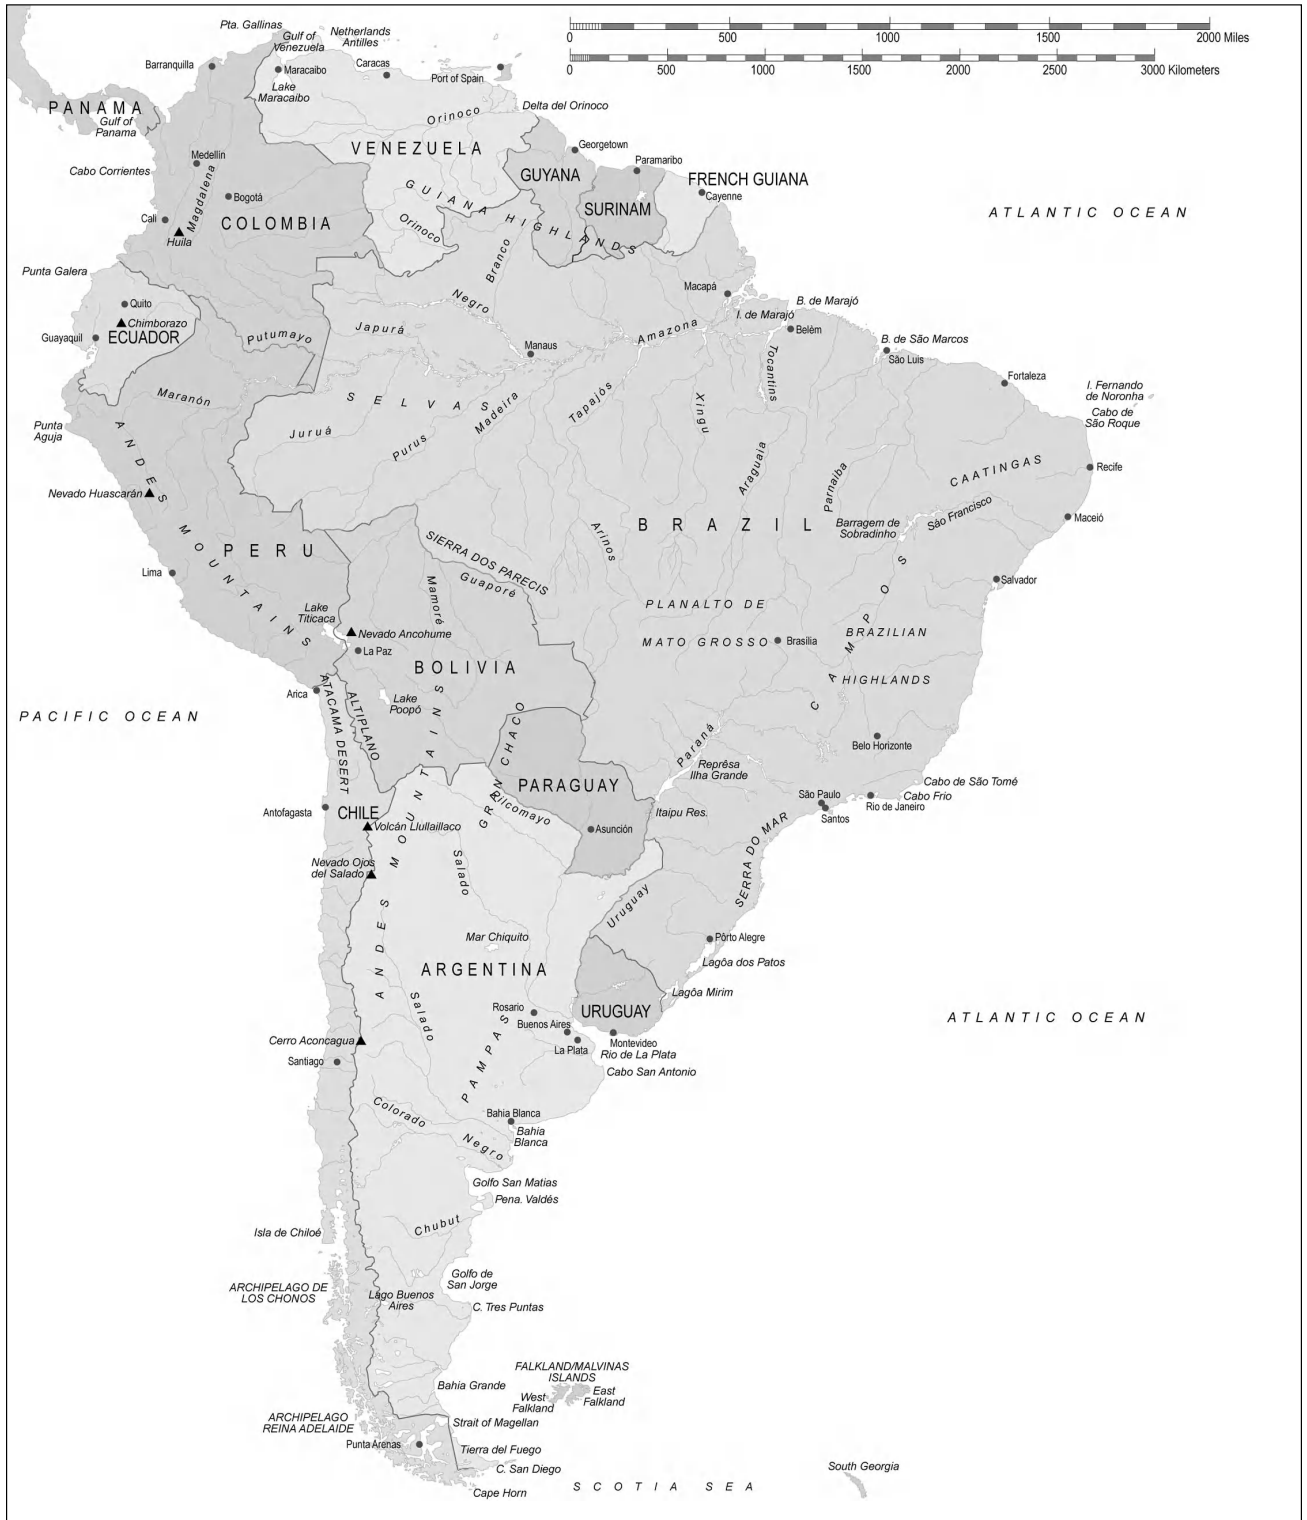 Pta. Gallinas
Netherlands
Antilles
Gulf of
Venezuela
0
500
1000
1500
2000 Miles
0
500
1000
1500
2000
2500
3000 Kilometers
Barranquilla
Maracaibo
Caracas
Port of Spain
Lake
Maracaibo
PANAMA
Gulf of
Panama
Orinoco
Delta del Orinoco
VENEZUELA
Georgetown
Medellín
Paramaribo
Cabo Corrientes
Magdalena
GUYANA
FRENCH GUIANA
Bogotá
GUIANA HIGHLANDS
Cayenne
SURINAM
ATLANTIC OCEAN
Cali
COLOMBIA
Orinoco
Huila
Branco
Punta Galera
Macapá
Negro
B. de Marajó
Quito
I. de Marajó
Chimborazo
Japurá
Amazona
Belém
Guayaquil
ECUADOR
Putumayo
Manaus
B. de São Marcos
São Luis
Tocantins
Fortaleza
Maranón
SELVAS
Madeira
Tapajós
Xingu
I. Fernando
de Noronha
Cabo de
São Roque
Punta
Aguja
Juruá
Purus
ANDES MOUNTAINS
Araguaia
Parnaiba
CAATINGAS
Recife
Nevado Huascarán
BRAZIL
Barragem de
Sobradinho
São Francisco
Maceió
Arinos
PERU
SIERRA DOS PARECIS
Lima
Guaporé
Mamoré
CAMPOS
Salvador
Lake
Titicaca
PLANALTO DE
MATO GROSSO
Nevado Ancohume
Brasilia
BRAZILIAN
HIGHLANDS
La Paz
BOLIVIA
Arica
ATACAMA DESERT
ALTIPLANO
Lake
Poopó
PACIFIC OCEAN
GRAN CHACO
Paraná
Belo Horizonte
Reprêsa
Ilha Grande
PARAGUAY
Cabo de São Tomé
Cabo Frio
São Paulo
Rio de Janeiro
Santos
Pilcomayo
Itaipu Res.
Antofagasta
CHILE
Volcán Llullaillaco
Asunción
SERRA DO MAR
Nevado Ojos
del Salado
Salado
ANDES MOUNTAINS
Uruguay
Mar Chiquito
Pôrto Alegre
Lagôa dos Patos
ARGENTINA
Lagôa Mirim
Salado
Rosario
URUGUAY
Buenos Aires
ATLANTIC OCEAN
Cerro Aconcagua
La Plata
Montevideo
Rio de La Plata
Santiago
PAMPAS
Cabo San Antonio
Colorado
Bahia Blanca
Bahia
Blanca
Negro
Golfo San Matias
Pena. Valdés
Chubut
Isla de Chiloé
Golfo de
San Jorge
ARCHIPELAGO DE
LOS CHONOS
Lago Buenos
Aires
C. Tres Puntas
FALKLAND/MALVINAS
ISLANDS
Bahia Grande
West
Falkland
East
Falkland
ARCHIPELAGO
REINA ADELAIDE
Strait of Magellan
Punta Arenas
Tierra del Fuego
C. San Diego
South Georgia
Cape Horn
SCOTIA SEA